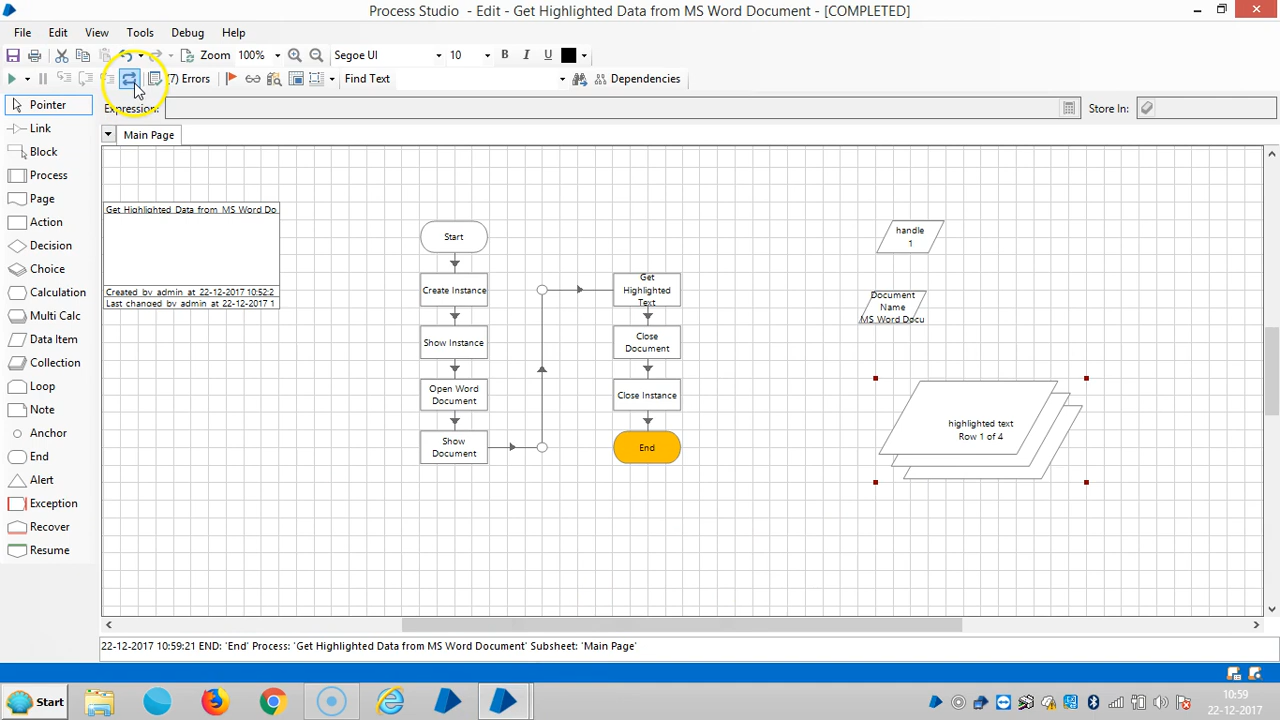 Process Studio - Edit - Get Highlighted Data from MS Word Document - [COMPLETED]
File Edit View Tools Debug Help
Zoom 100% Segoe UI 10 B I U
(7) Errors Find Text Dependencies
Pointer
Expression:
Store In:
Link
Block
Process
Page
Action
Decision
Choice
Calculation
Multi Calc
Data Item
Collection
Loop
Note
Anchor
End
Alert
Exception
Recover
Resume
Main Page
Get Highlighted Data from MS Word Do
Created by admin at 22-12-2017 10:52:2
Last changed by admin at 22-12-2017 1
Start
Create Instance
Show Instance
Open Word
Document
Show
Document
Get
Highlighted
Text
Close
Document
Close Instance
End
handle
1
Document
Name
MS Word Docu
highlighted text
Row 1 of 4
22-12-2017 10:59:21 END: 'End' Process: 'Get Highlighted Data from MS Word Document' Subsheet: 'Main Page'
Start
10:59
22-12-2017